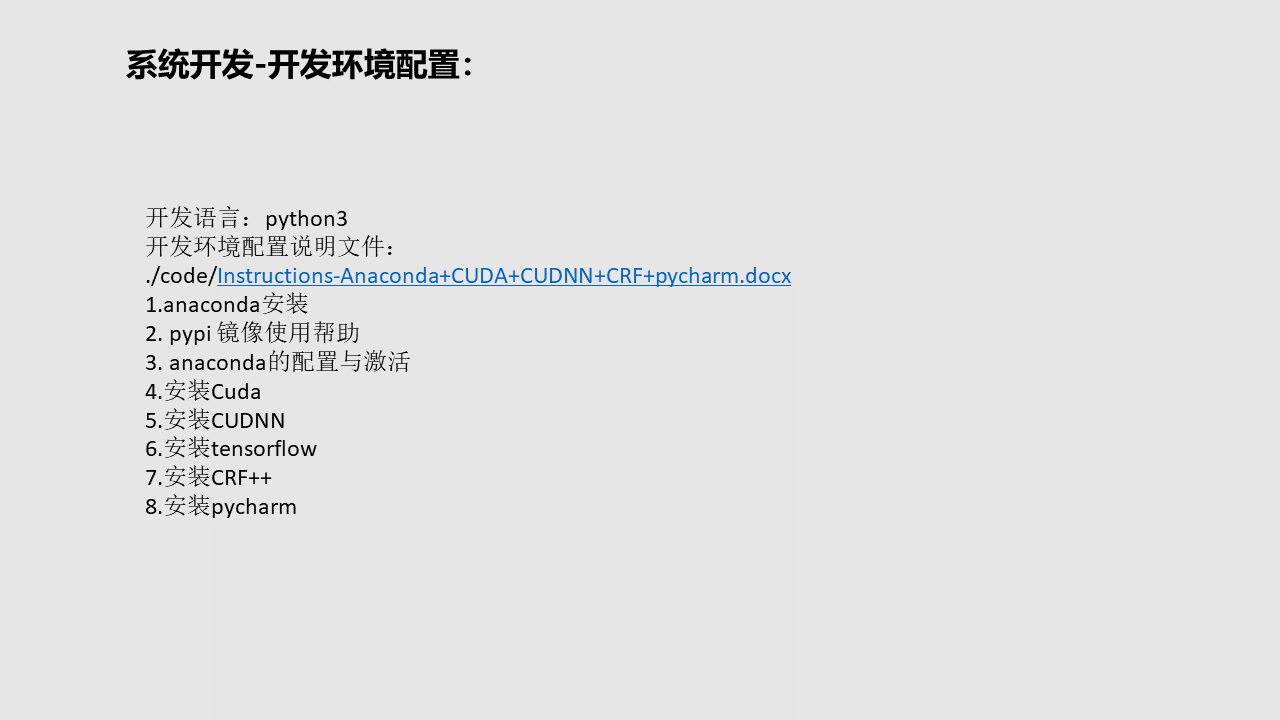 系统开发-开发环境配置：
开发语言：python3
开发环境配置说明文件：
./code/Instructions-Anaconda+CUDA+CUDNN+CRF+pycharm.docx
1.anaconda安装
2. pypi 镜像使用帮助
3. anaconda的配置与激活
4.安装Cuda
5.安装CUDNN
6.安装tensorflow
7.安装CRF++
8.安装pycharm